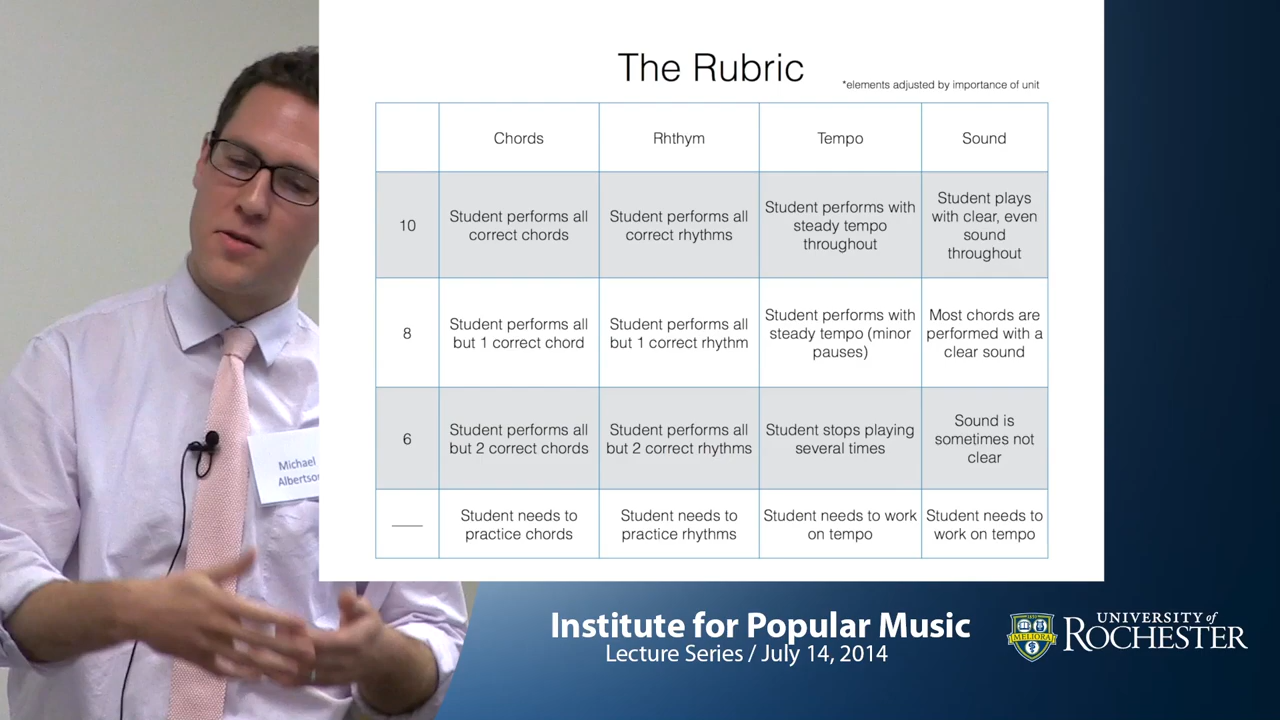 The Rubric
*elements adjusted by importance of unit
Chords
Rhthym
Tempo
Sound
10
Student performs all
correct chords
Student performs all
correct rhythms
Student performs with
steady tempo
throughout
Student plays
with clear, even
sound
throughout
8
Student performs all
but 1 correct chord
Student performs all
but 1 correct rhythm
Student performs with
steady tempo (minor
pauses)
Most chords are
performed with a
clear sound
6
Student performs all
but 2 correct chords
Student performs all
but 2 correct rhythms
Student stops playing
several times
Sound is
sometimes not
clear
Student needs to
practice chords
Student needs to
practice rhythms
Student needs to work
on tempo
Student needs to
work on tempo
Michael
Albertson
Institute for Popular Music
Lecture Series / July 14, 2014
MELIORA
UNIVERSITY of
ROCHESTER